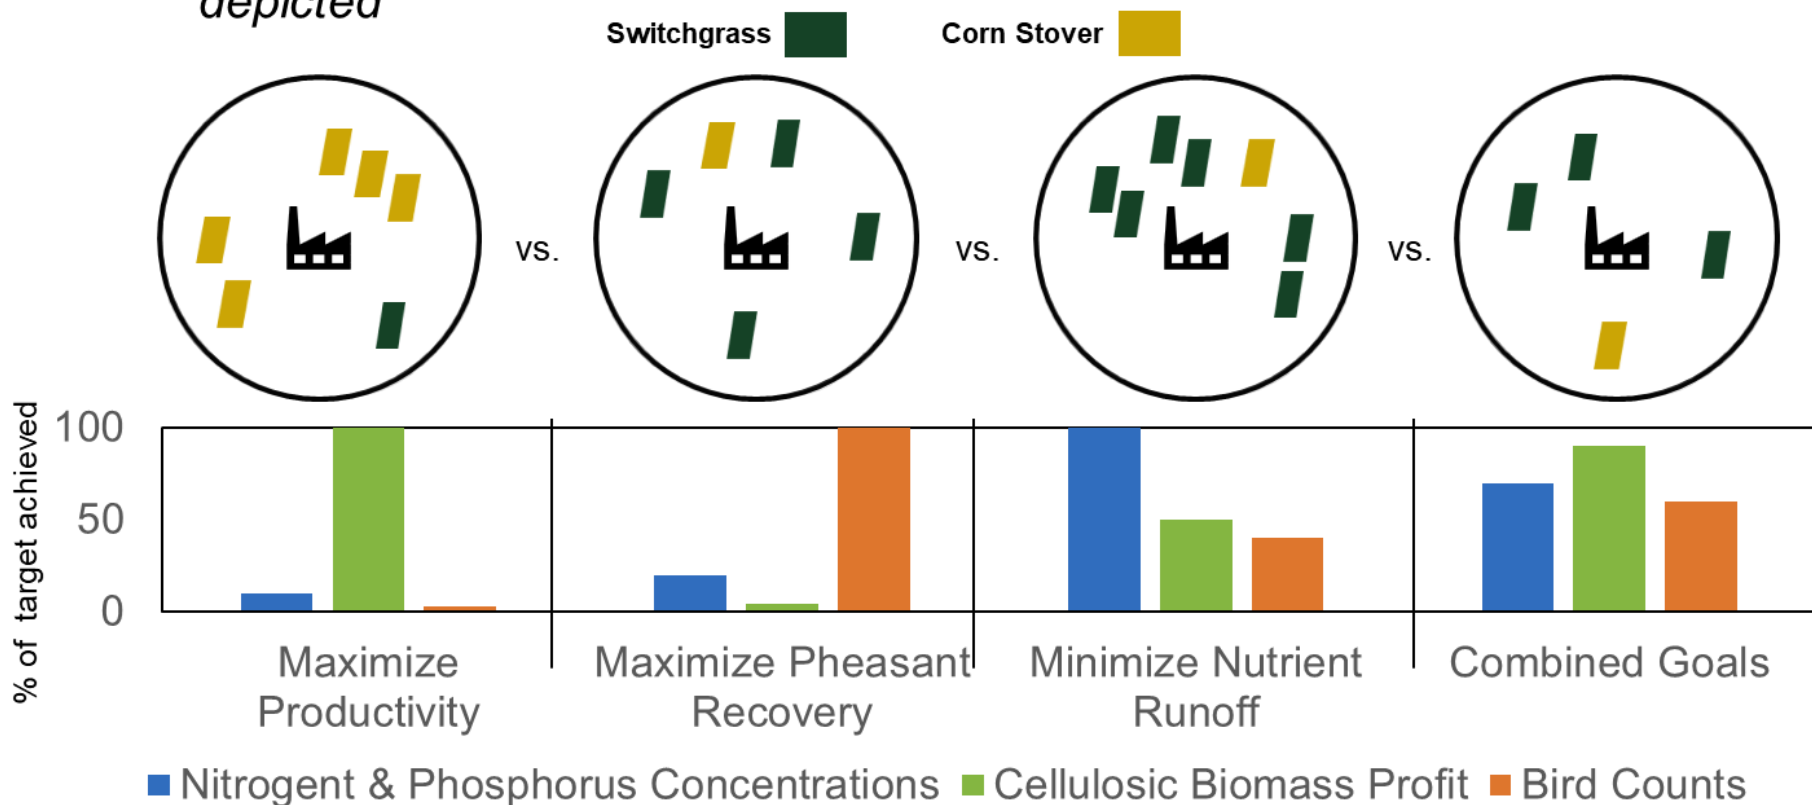 depicted
Switchgrass
Corn Stover
vs.
vs.
vs.
% of target achieved
100
50
0
Maximize
Productivity
Maximize Pheasant
Recovery
Minimize Nutrient
Runoff
Combined Goals
Nitrogent & Phosphorus Concentrations
Cellulosic Biomass Profit
Bird Counts